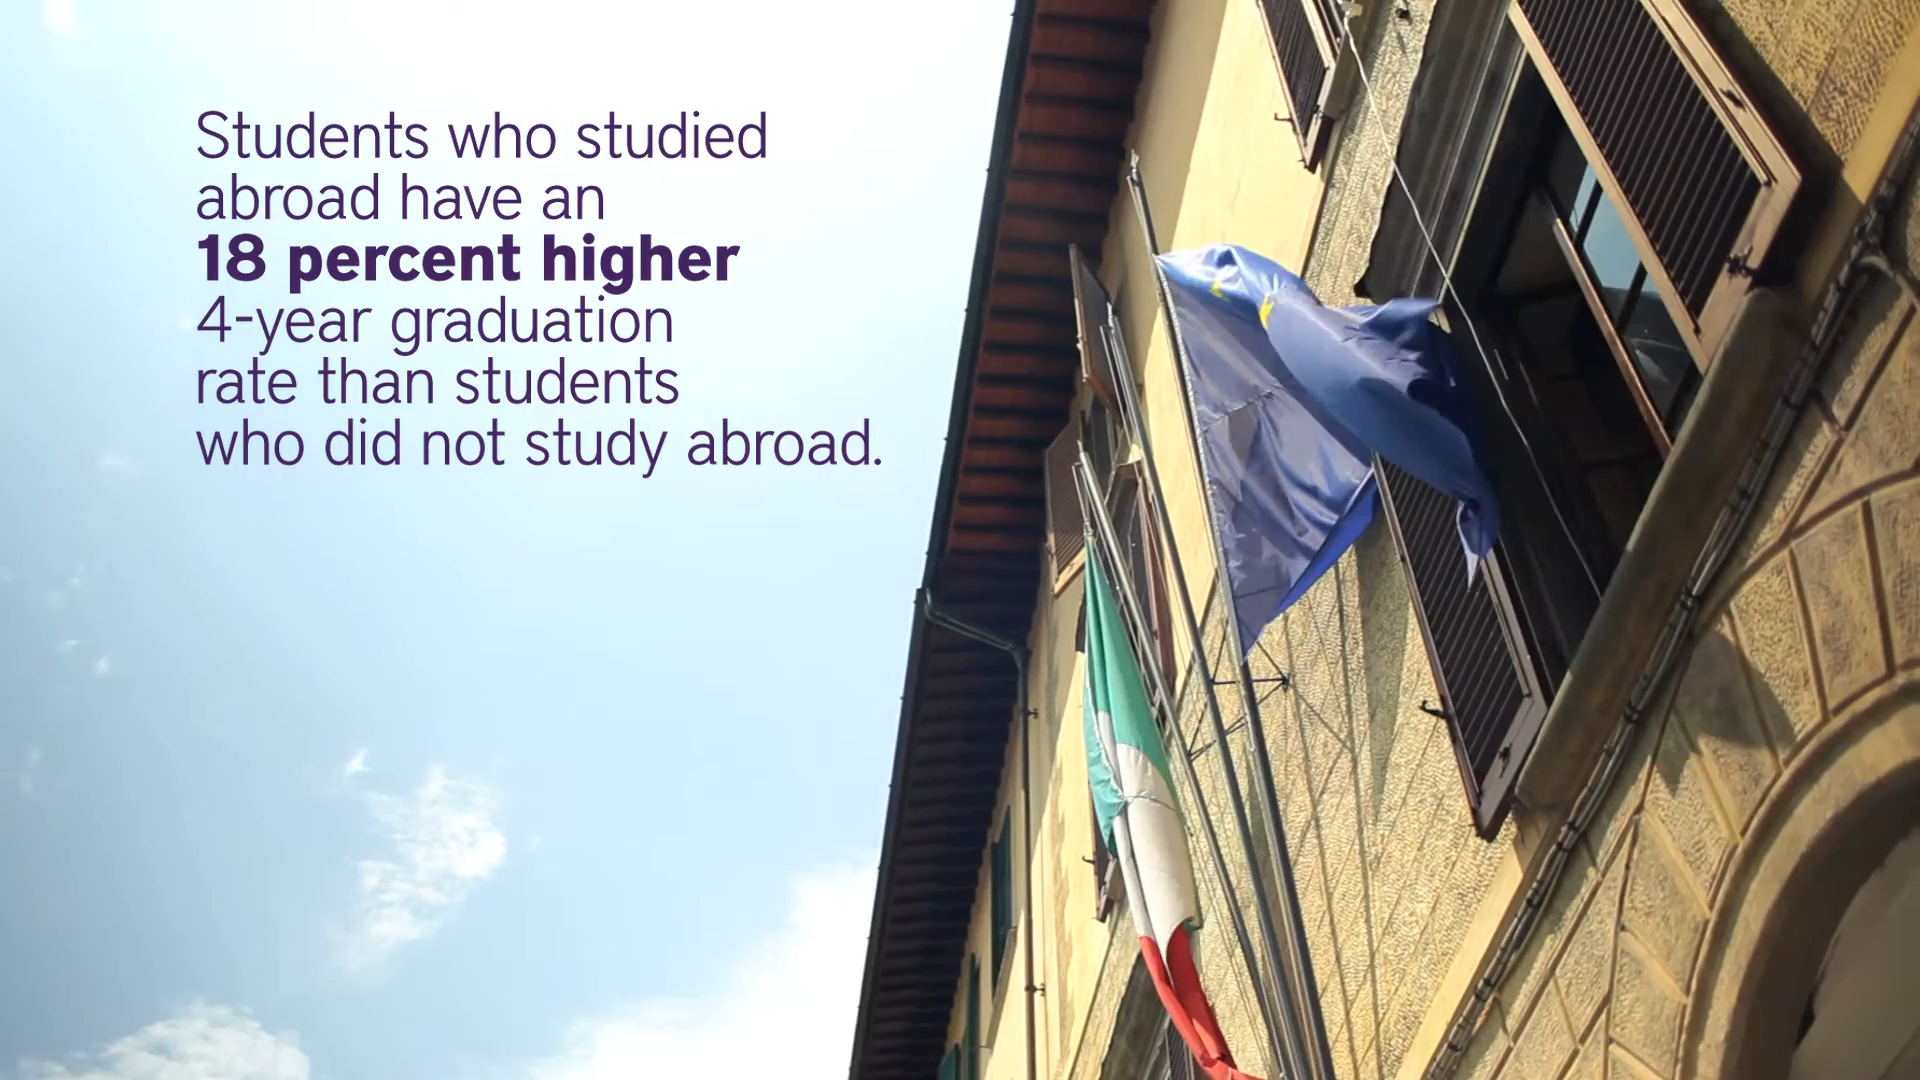 Students who studied
abroad have an
18 percent higher
4-year graduation
rate than students
who did not study abroad.